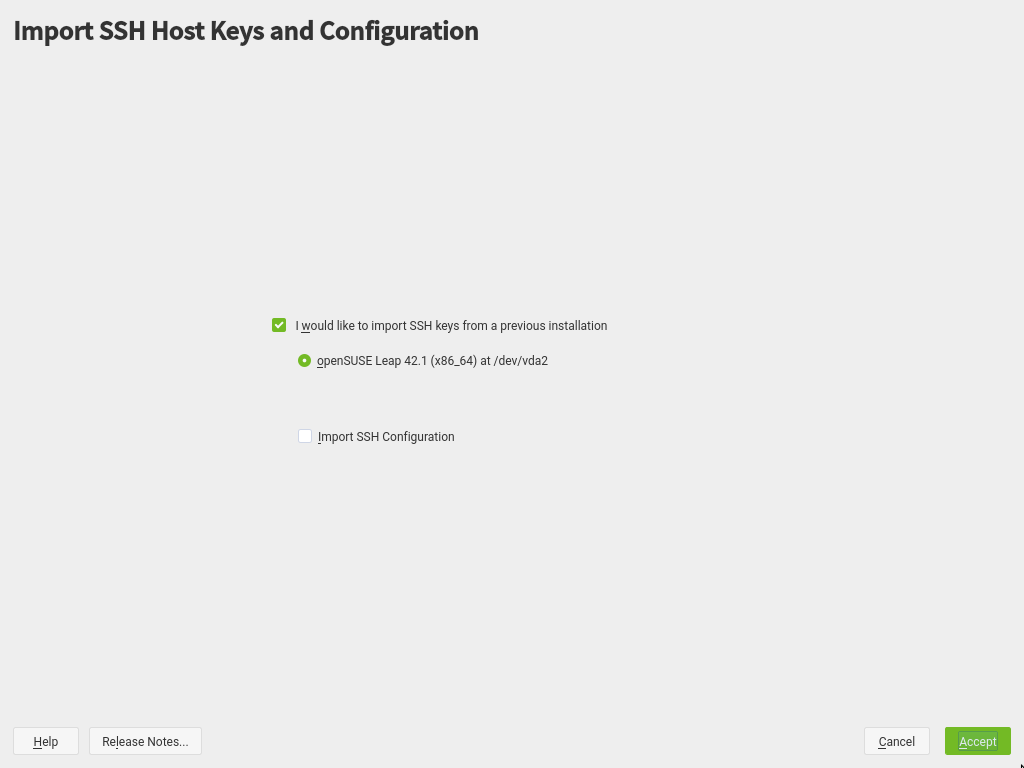 Import SSH Host Keys and Configuration
I would like to import SSH keys from a previous installation
openSUSE Leap 42.1 (x86_64) at /dev/vda2
Import SSH Configuration
Help Release Notes... Cancel Accept